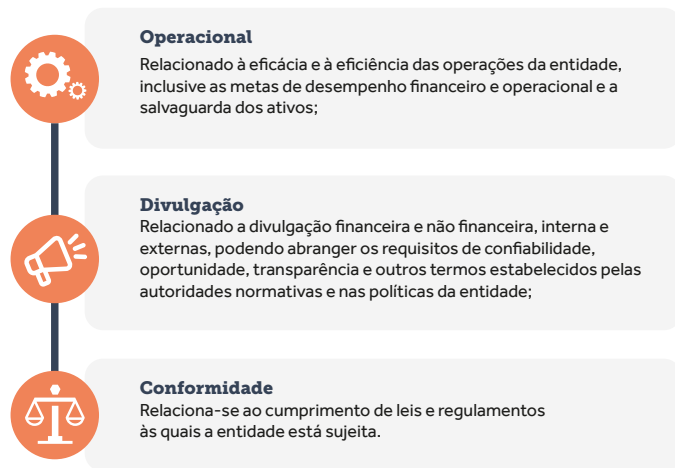 Operacional
Relacionado à eficácia e à eficiência das operações da entidade,
inclusive as metas de desempenho financeiro e operacional e a
salvaguarda dos ativos;
Divulgação
Relacionado a divulgação financeira e não financeira, interna e
externas, podendo abranger os requisitos de confiabilidade,
oportunidade, transparência e outros termos estabelecidos pelas
autoridades normativas e nas políticas da entidade;
Conformidade
Relaciona-se ao cumprimento de leis e regulamentos
às quais a entidade está sujeita.